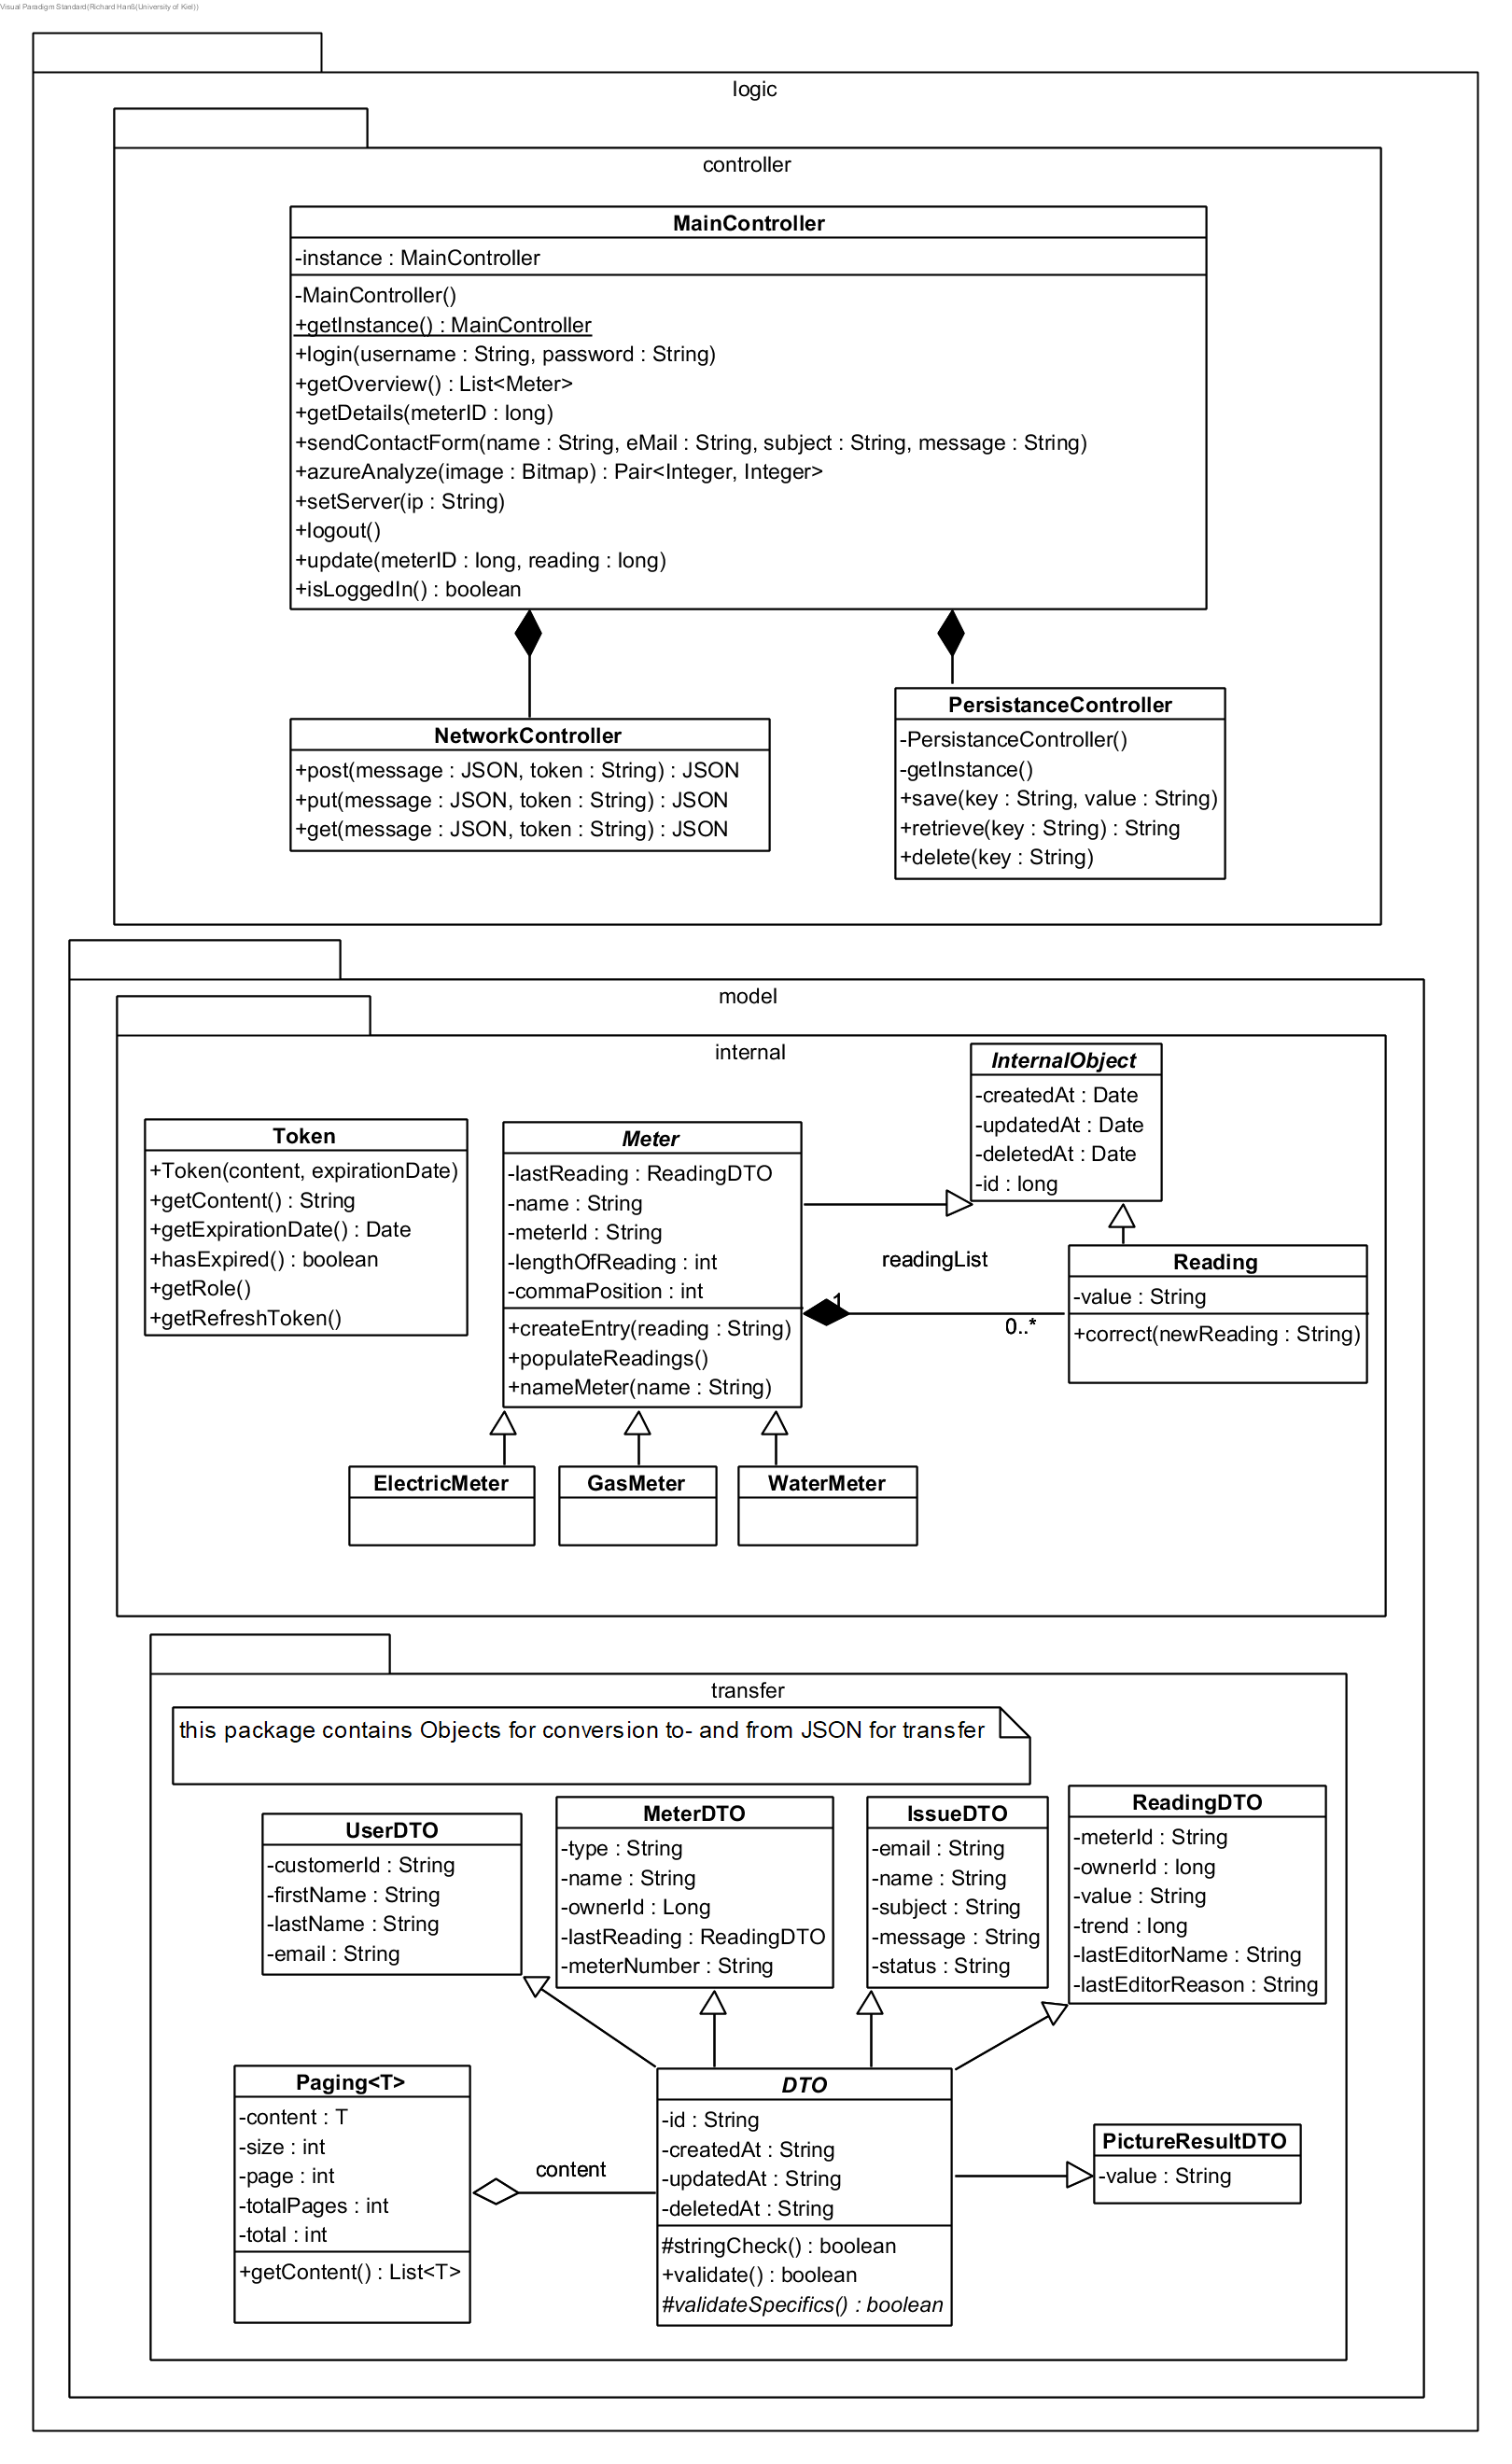 Visual Paradigm Standard(Richard Hanß(University of Kiel))
logic
controller
MainController
-instance : MainController
-MainController()
+getInstance() : MainController
+login(username : String, password : String)
+getOverview() : List<Meter>
+getDetails(meterID : long)
+sendContactForm(name : String, eMail : String, subject : String, message : String)
+azureAnalyze(image : Bitmap) : Pair<Integer, Integer>
+setServer(ip : String)
+logout()
+update(meterID : long, reading : long)
+isLoggedIn() : boolean
NetworkController
+post(message : JSON, token : String) : JSON
+put(message : JSON, token : String) : JSON
+get(message : JSON, token : String) : JSON
PersistanceController
-PersistanceController()
-getInstance()
+save(key : String, value : String)
+retrieve(key : String) : String
+delete(key : String)
model
internal
InternalObject
-createdAt : Date
-updatedAt : Date
-deletedAt : Date
-id : long
Token
+Token(content, expirationDate)
+getContent() : String
+getExpirationDate() : Date
+hasExpired() : boolean
+getRole()
+getRefreshToken()
Meter
-lastReading : ReadingDTO
-name : String
-meterId : String
-lengthOfReading : int
-commaPosition : int
+createEntry(reading : String)
+populateReadings()
+nameMeter(name : String)
readingList
1
0..*
Reading
-value : String
+correct(newReading : String)
ElectricMeter
GasMeter
WaterMeter
transfer
this package contains Objects for conversion to- and from JSON for transfer
UserDTO
-customerId : String
-firstName : String
-lastName : String
-email : String
MeterDTO
-type : String
-name : String
-ownerId : Long
-lastReading : ReadingDTO
-meterNumber : String
IssueDTO
-email : String
-name : String
-subject : String
-message : String
-status : String
ReadingDTO
-meterId : String
-ownerId : long
-value : String
-trend : long
-lastEditorName : String
-lastEditorReason : String
Paging<T>
-content : T
-size : int
-page : int
-totalPages : int
-total : int
+getContent() : List<T>
content
DTO
-id : String
-createdAt : String
-updatedAt : String
-deletedAt : String
#stringCheck() : boolean
+validate() : boolean
#validateSpecifics() : boolean
PictureResultDTO
-value : String